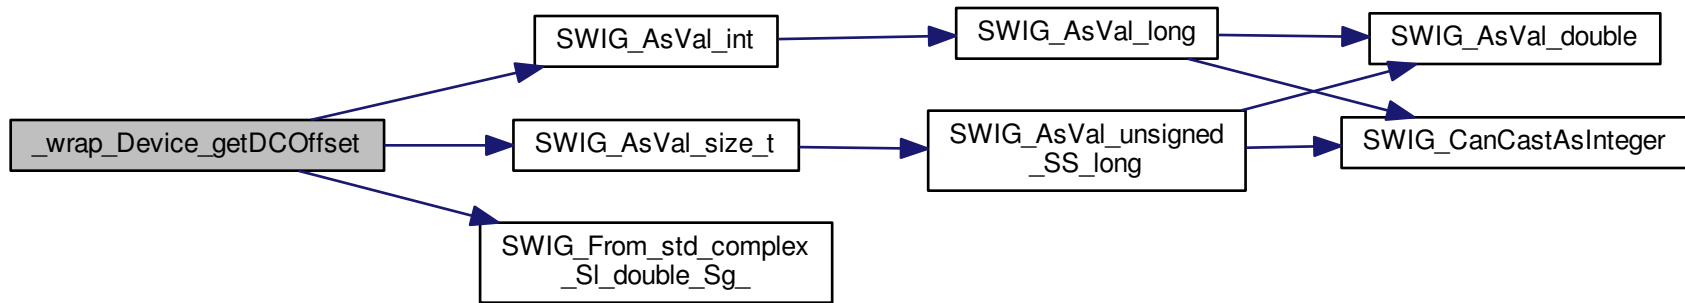 _wrap_Device_getDCOffset
SWIG_AsVal_int
SWIG_AsVal_size_t
SWIG_From_std_complex
_Sl_double_Sg_
SWIG_AsVal_long
SWIG_AsVal_unsigned
_SS_long
SWIG_AsVal_double
SWIG_CanCastAsInteger